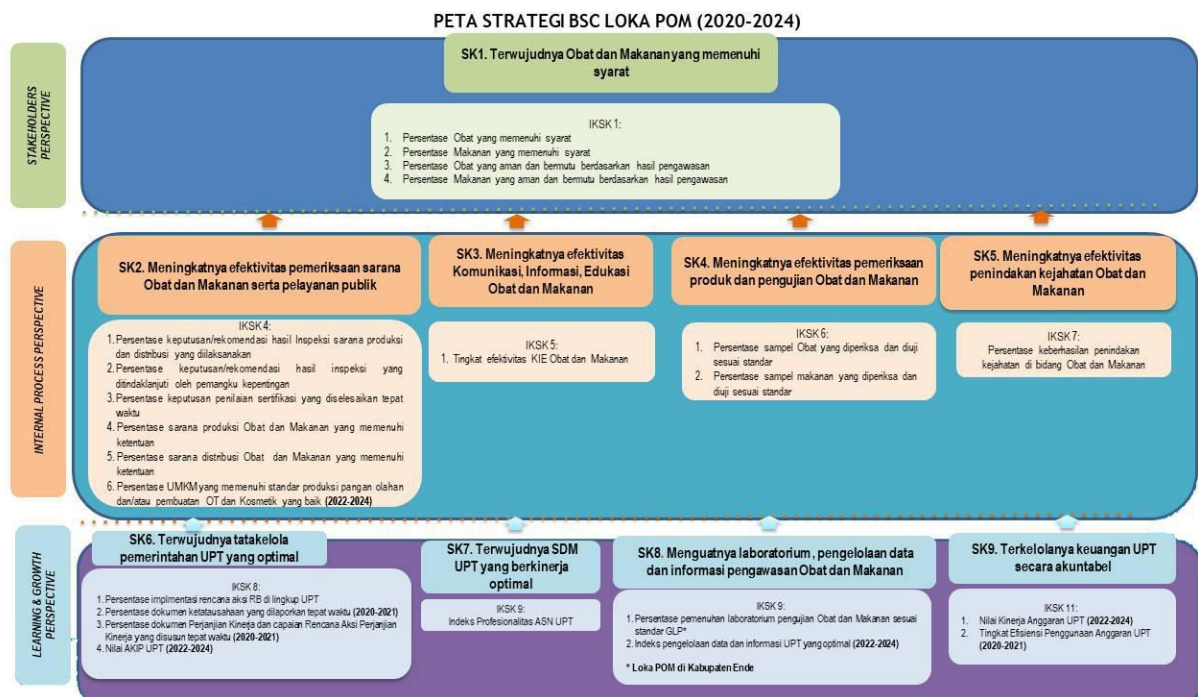 PETA STRATEGI BSC LOKA POM (2020-2024)
STAKEHOLDERS
PERSPECTIVE
SK1. Terwujudnya Obat dan Makanan yang memenuhi
syarat
IKSK 1:
1. Persentase Obat yang memenuhi syarat
2. Persentase Makanan yang memenuhi syarat
3. Persentase Obat yang aman dan bermutu berdasarkan hasil pengawasan
4. Persentase Makanan yang aman dan bermutu berdasarkan hasil pengawasan
INTERNAL PROCESS PERSPECTIVE
SK2. Meningkatnya efektivitas pemeriksaan sarana
Obat dan Makanan serta pelayanan publik
IKSK 4:
1. Persentase keputusan/rekomendasi hasil Inspeksi sarana produksi
dan distribusi yang diilaksanakan
2. Persentase keputusan/rekomendasi hasil inspeksi yang
ditindaklanjuti oleh pemangku kepentingan
3. Persentase keputusan penilaian sertifikasi yang diselesaikan tepat
waktu
4. Persentase sarana produksi Obat dan Makanan yang memenuhi
ketentuan
5. Persentase sarana distribusi Obat dan Makanan yang memenuhi
ketentuan
6. Persentase UMKM yang memenuhi standar produksi pangan olahan
dan/atau pembuatan OT dan Kosmetik yang baik (2022-2024)
SK3. Meningkatnya efektivitas
Komunikasi, Informasi, Edukasi
Obat dan Makanan
IKSK 5:
1. Tingkat efektivitas KIE Obat dan Makanan
SK4. Meningkatnya efektivitas pemeriksaan
produk dan pengujian Obat dan Makanan
IKSK 6:
1. Persentase sampel Obat yang diperiksa dan diuji
sesuai standar
2. Persentase sampel makanan yang diperiksa dan
diuji sesuai standar
SK5. Meningkatnya efektivitas
penindakan kejahatan Obat dan
Makanan
IKSK 7:
Persentase keberhasilan penindakan
kejahatan di bidang Obat dan Makanan
LEARNING & GROWTH
PERSPECTIVE
SK6. Terwujudnya tatakelola
pemerintahan UPT yang optimal
IKSK 8:
1. Persentase implmentasi rencana aksi RB di lingkup UPT
2. Persentase dokumen ketatausahaan yang dilaporkan tepat waktu (2020-2021)
3. Persentase dokumen Perjanjian Kinerja dan capaian Rencana Aksi Perjanjian
Kinerja yang disusun tepat waktu (2020-2021)
4. Nilai AKIP UPT (2022-2024)
SK7. Terwujudnya SDM
UPT yang berkinerja
optimal
IKSK 9:
Indeks Profesionalitas ASN UPT
SK8. Menguatnya laboratorium, pengelolaan data
dan informasi pengawasan Obat dan Makanan
IKSK 9:
1. Persentase pemenuhan laboratorium pengujian Obat dan Makanan sesuai
standar GLP*
2. Indeks pengelolaan data dan informasi UPT yang optimal (2022-2024)
* Loka POM di Kabupaten Ende
SK9. Terkelolanya keuangan UPT
secara akuntabel
IKSK 11:
1. Nilai Kinerja Anggaran UPT (2022-2024)
2. Tingkat Efisiensi Penggunaan Anggaran UPT
(2020-2021)